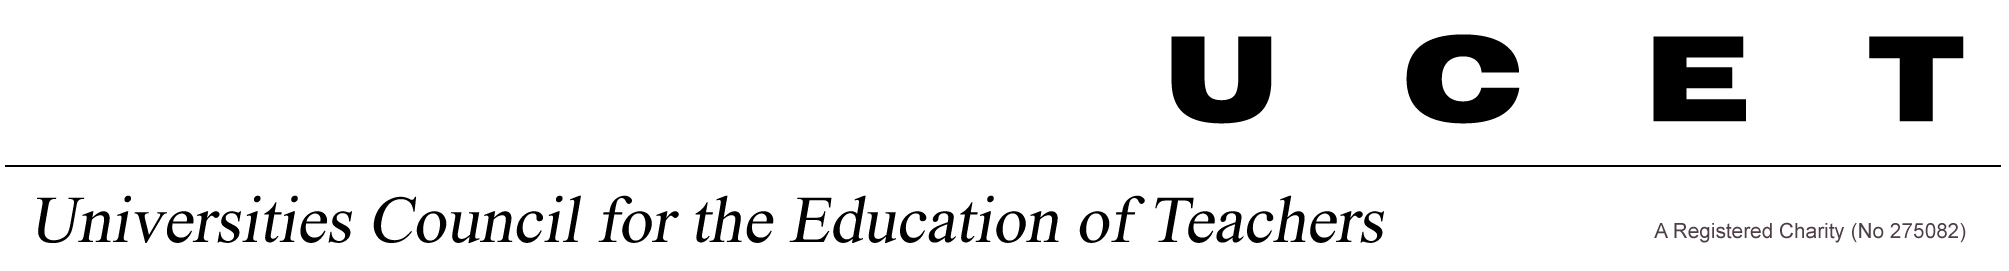 U C E T
Universities Council for the Education of Teachers
A Registered Charity (No 275082)